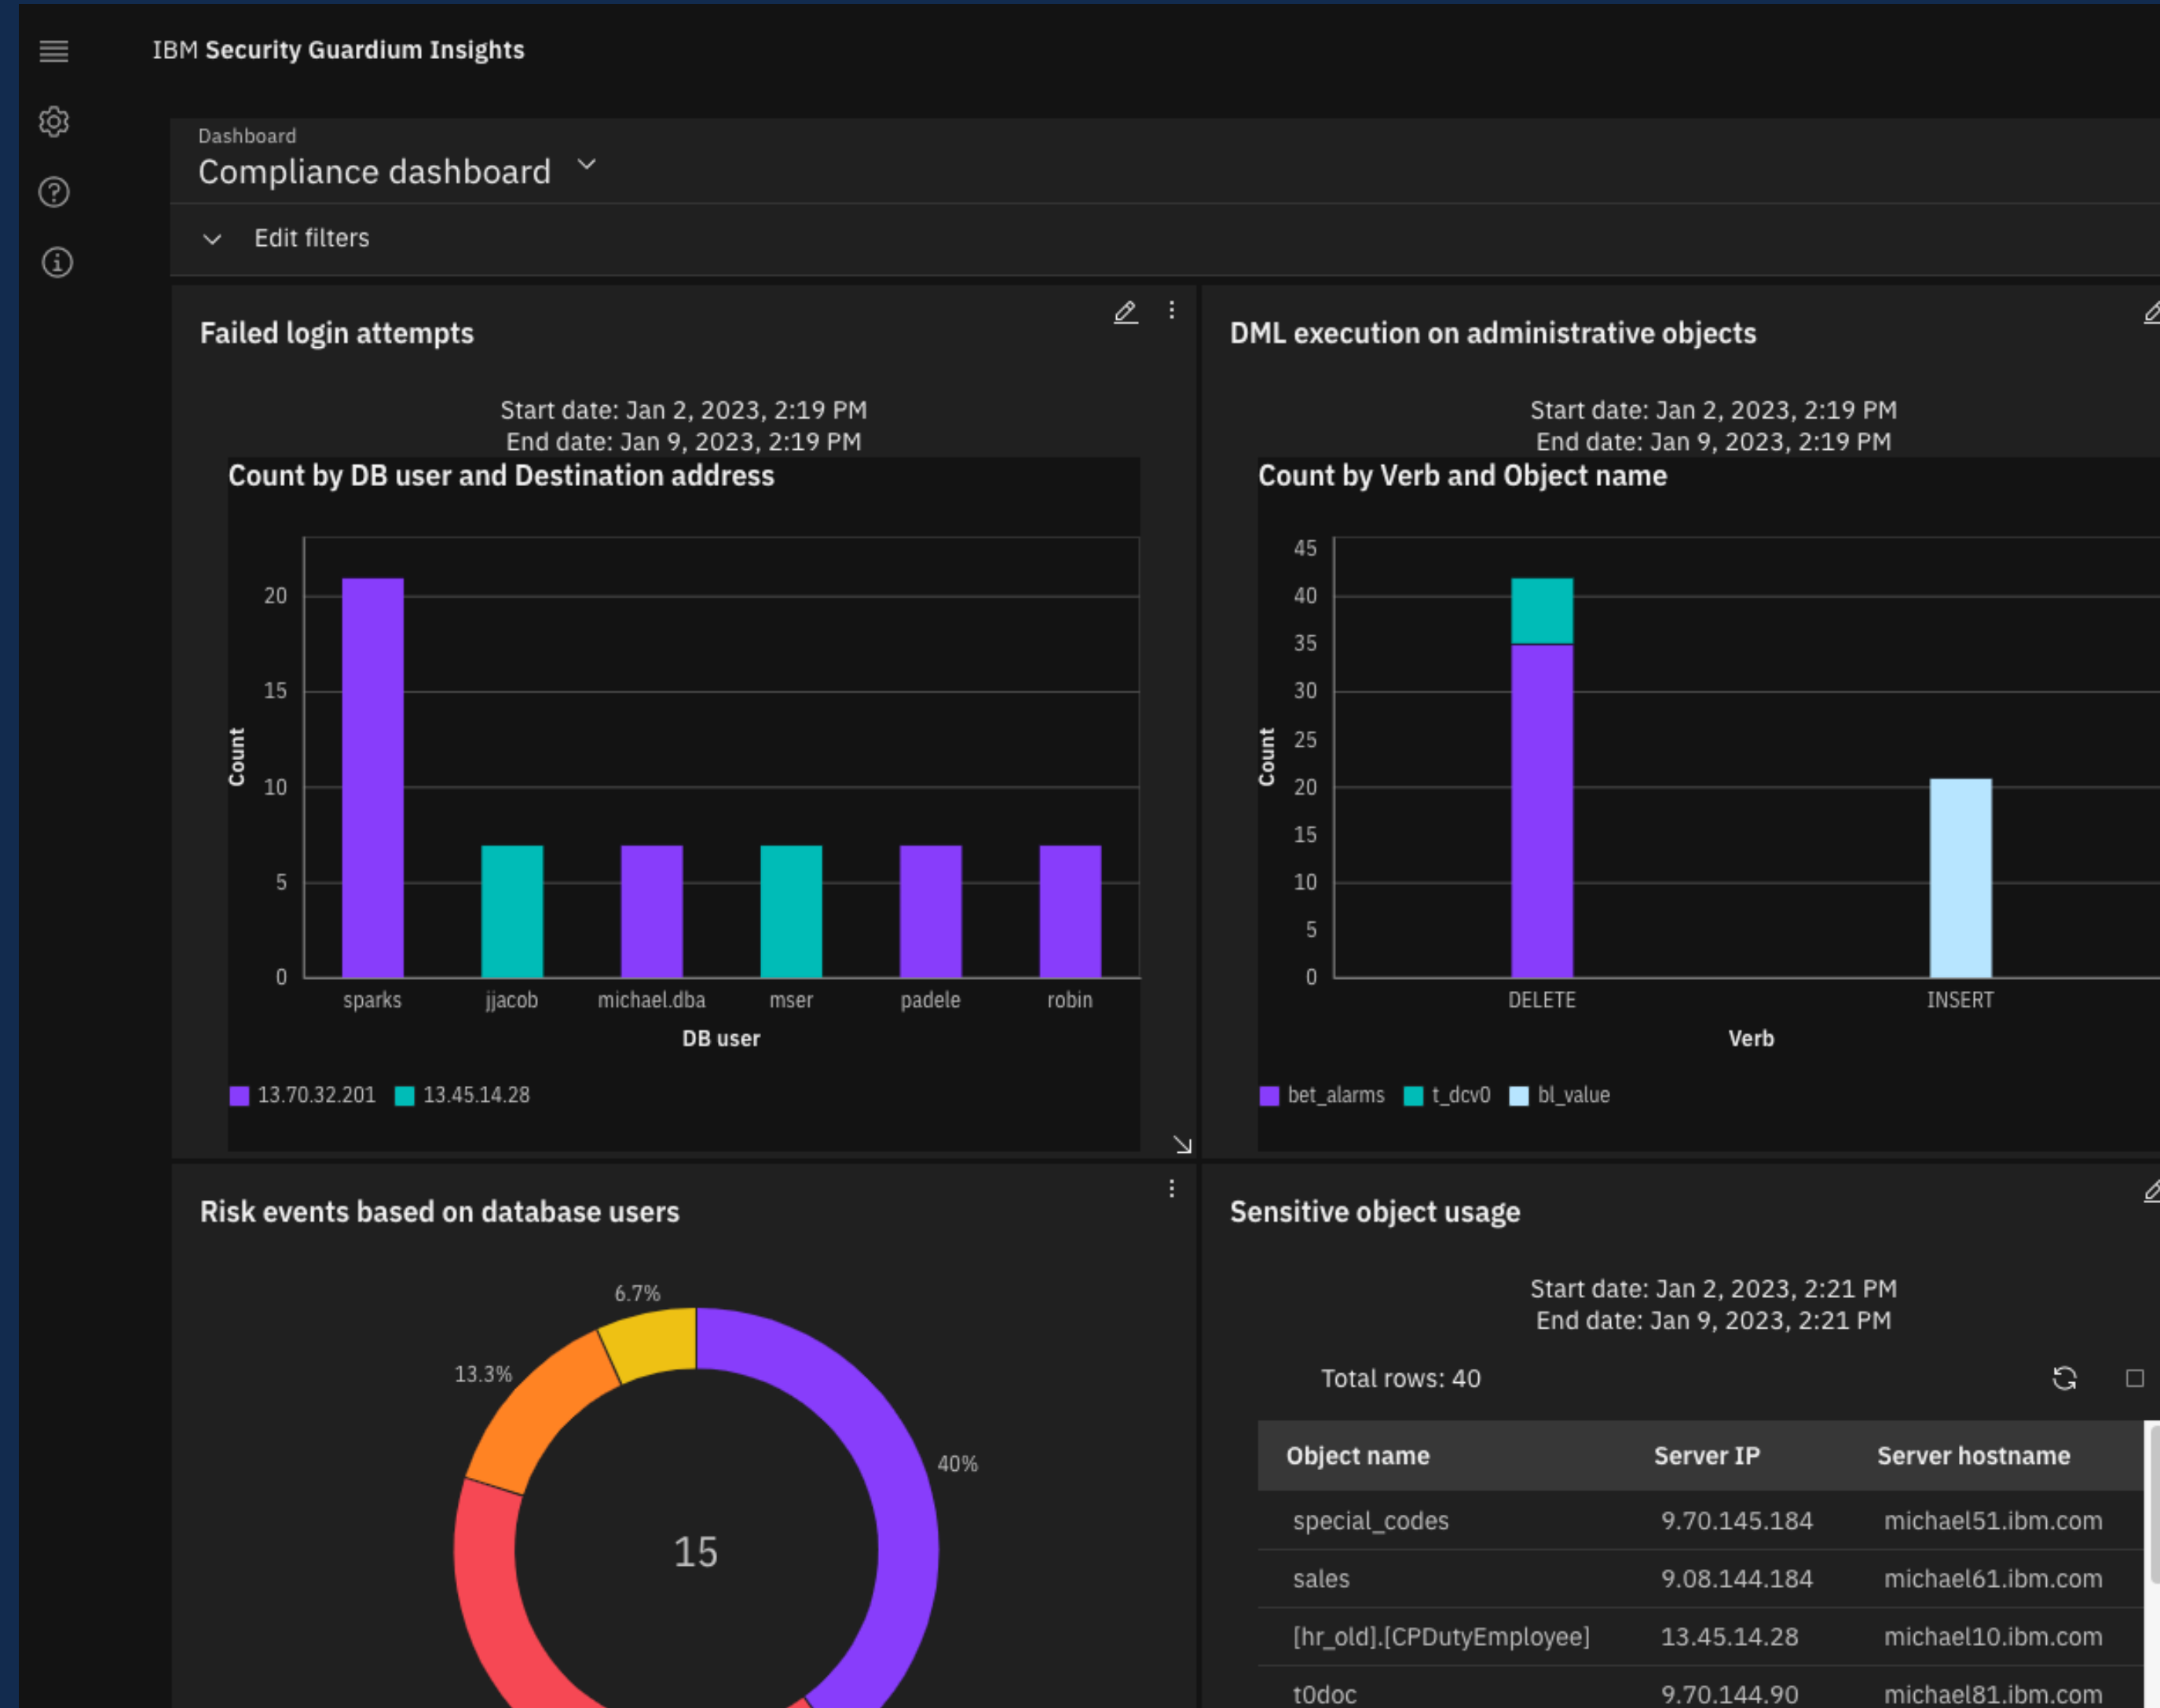 IBM Security Guardium Insights
Dashboard
Compliance dashboard
Edit filters
Failed login attempts
Start date: Jan 2, 2023, 2:19 PM
End date: Jan 9, 2023, 2:19 PM
Count by DB user and Destination address
20
15
10
5
0
Count
sparks jjacob michael.dba mser padele robin
DB user
13.70.32.201 13.45.14.28
DML execution on administrative objects
Start date: Jan 2, 2023, 2:19 PM
End date: Jan 9, 2023, 2:19 PM
Count by Verb and Object name
45
40
35
30
25
20
15
10
5
0
Count
DELETE INSERT
Verb
bet_alarms t_dcv0 bl_value
Risk events based on database users
6.7%
13.3%
40%
15
Sensitive object usage
Start date: Jan 2, 2023, 2:21 PM
End date: Jan 9, 2023, 2:21 PM
Total rows: 40
Object name Server IP Server hostname
special_codes 9.70.145.184 michael51.ibm.com
sales 9.08.144.184 michael61.ibm.com
[hr_old].[CPDutyEmployee] 13.45.14.28 michael10.ibm.com
t0doc 9.70.144.90 michael81.ibm.com